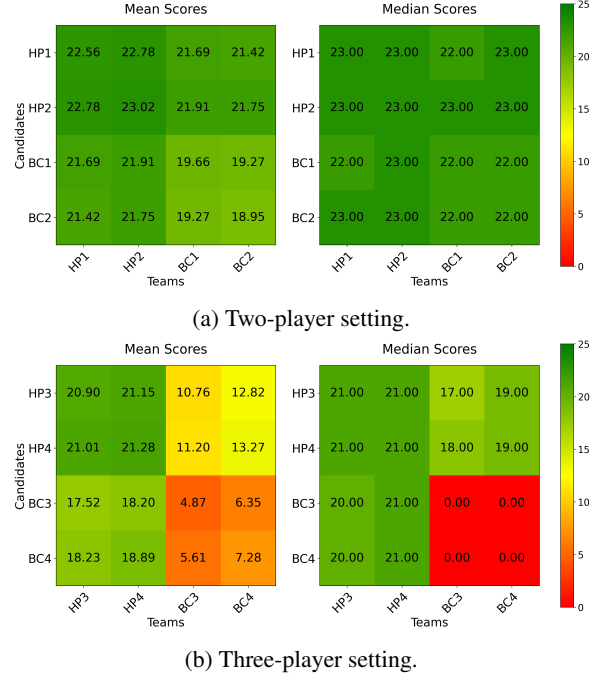 Mean Scores
Median Scores
Candidates
HP1 22.56 22.78 21.69 21.42
HP2 22.78 23.02 21.91 21.75
BC1 21.69 21.91 19.66 19.27
BC2 21.42 21.75 19.27 18.95
HP1 HP2 BC1 BC2
Teams
HP1 23.00 23.00 22.00 23.00
HP2 23.00 23.00 23.00 23.00
BC1 22.00 23.00 22.00 22.00
BC2 23.00 23.00 22.00 22.00
HP1 HP2 BC1 BC2
Teams
25
20
15
10
5
0
(a) Two-player setting.
Mean Scores
Median Scores
Candidates
HP3 20.90 21.15 10.76 12.82
HP4 21.01 21.28 11.20 13.27
BC3 17.52 18.20 4.87 6.35
BC4 18.23 18.89 5.61 7.28
HP3 HP4 BC3 BC4
Teams
HP3 21.00 21.00 17.00 19.00
HP4 21.00 21.00 18.00 19.00
BC3 20.00 21.00 0.00 0.00
BC4 20.00 21.00 0.00 0.00
HP3 HP4 BC3 BC4
Teams
25
20
15
10
5
0
(b) Three-player setting.